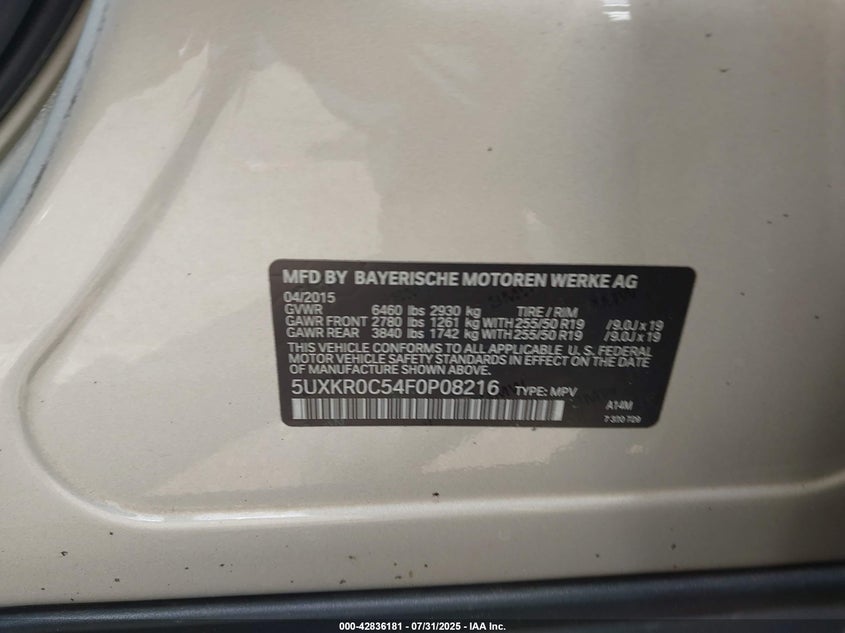 MFD BY BAYERISCHE MOTOREN WERKE AG
04/2015
GVWR 6460 lbs 2930 kg TIRE / RIM
GAWR FRONT 2780 lbs 1261 kg WITH 255/50 R19 /9.0J x 19
GAWR REAR 3840 lbs 1742 kg WITH 255/50 R19 /9.0J x 19
THIS VEHICLE CONFORMS TO ALL APPLICABLE U.S. FEDERAL
MOTOR VEHICLE SAFETY STANDARDS IN EFFECT ON THE DATE
OF MANUFACTURE SHOWN ABOVE.
5UXKR0C54F0P08216 TYPE: MPV
A14M
000-42836181 - 07/31/2025 - IAA Inc.